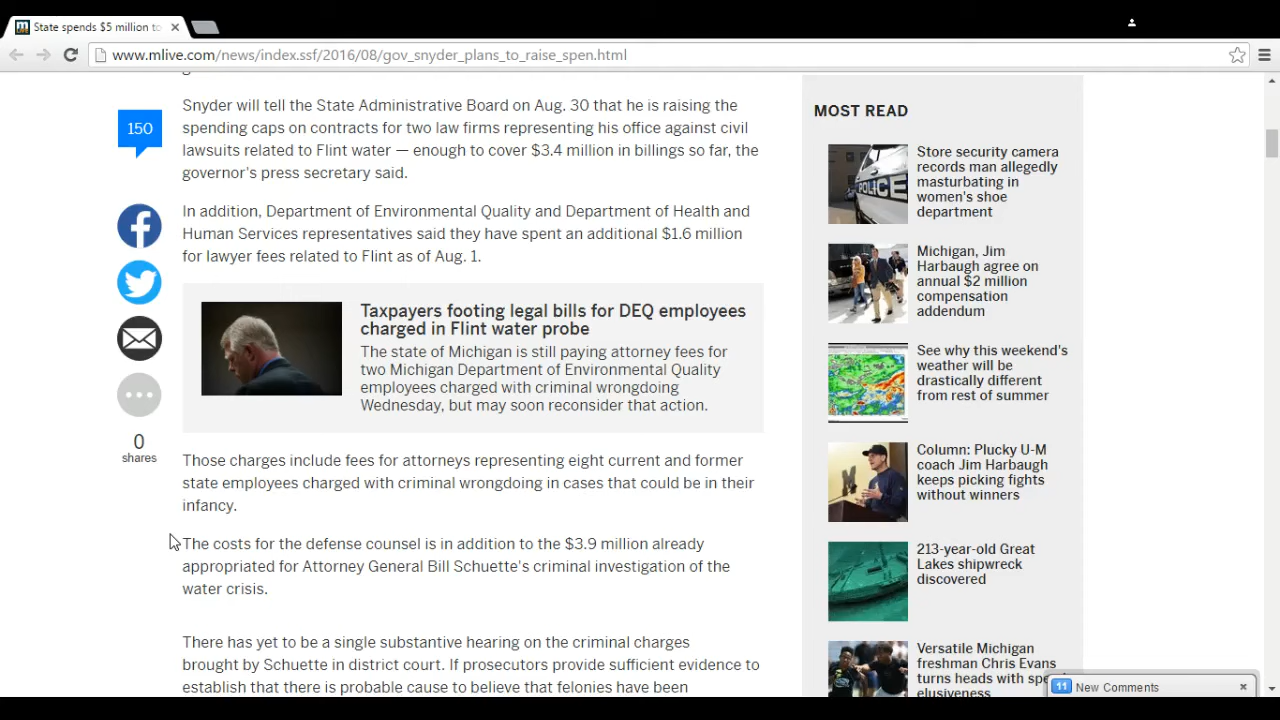 State spends $5 million to
www.mlive.com/news/index.ssf/2016/08/gov_snyder_plans_to_raise_spen.html
150
Snyder will tell the State Administrative Board on Aug. 30 that he is raising the
spending caps on contracts for two law firms representing his office against civil
lawsuits related to Flint water — enough to cover $3.4 million in billings so far, the
governor's press secretary said.
In addition, Department of Environmental Quality and Department of Health and
Human Services representatives said they have spent an additional $1.6 million
for lawyer fees related to Flint as of Aug. 1.
Taxpayers footing legal bills for DEQ employees
charged in Flint water probe
The state of Michigan is still paying attorney fees for
two Michigan Department of Environmental Quality
employees charged with criminal wrongdoing
Wednesday, but may soon reconsider that action.
0
shares
Those charges include fees for attorneys representing eight current and former
state employees charged with criminal wrongdoing in cases that could be in their
infancy.
The costs for the defense counsel is in addition to the $3.9 million already
appropriated for Attorney General Bill Schuette's criminal investigation of the
water crisis.
There has yet to be a single substantive hearing on the criminal charges
brought by Schuette in district court. If prosecutors provide sufficient evidence to
establish that there is probable cause to believe that felonies have been
MOST READ
POLICE
Store security camera
records man allegedly
masturbating in
women's shoe
department
Michigan, Jim
Harbaugh agree on
annual $2 million
compensation
addendum
See why this weekend's
weather will be
drastically different
from rest of summer
Column: Plucky U-M
coach Jim Harbaugh
keeps picking fights
without winners
213-year-old Great
Lakes shipwreck
discovered
Versatile Michigan
freshman Chris Evans
turns heads with
elusiveness
11 New Comments